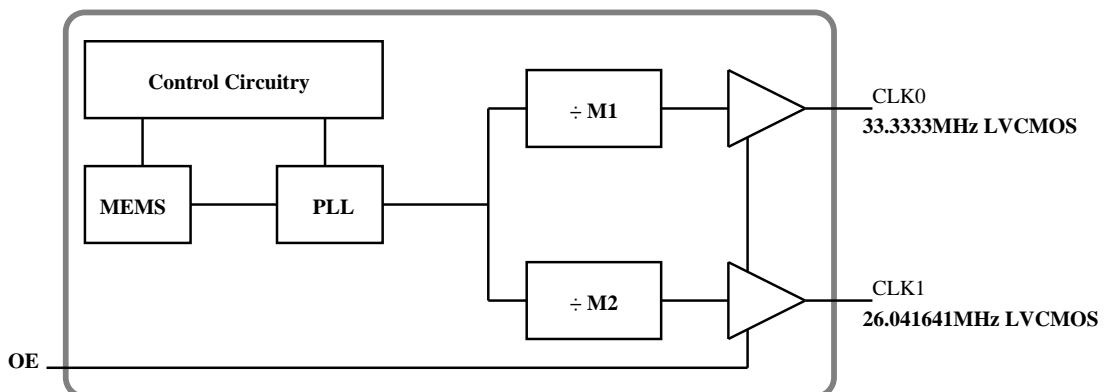 Control Circuitry
÷ M1
CLK0
33.3333MHz LVCMOS
MEMS
PLL
÷ M2
CLK1
26.041641MHz LVCMOS
OE